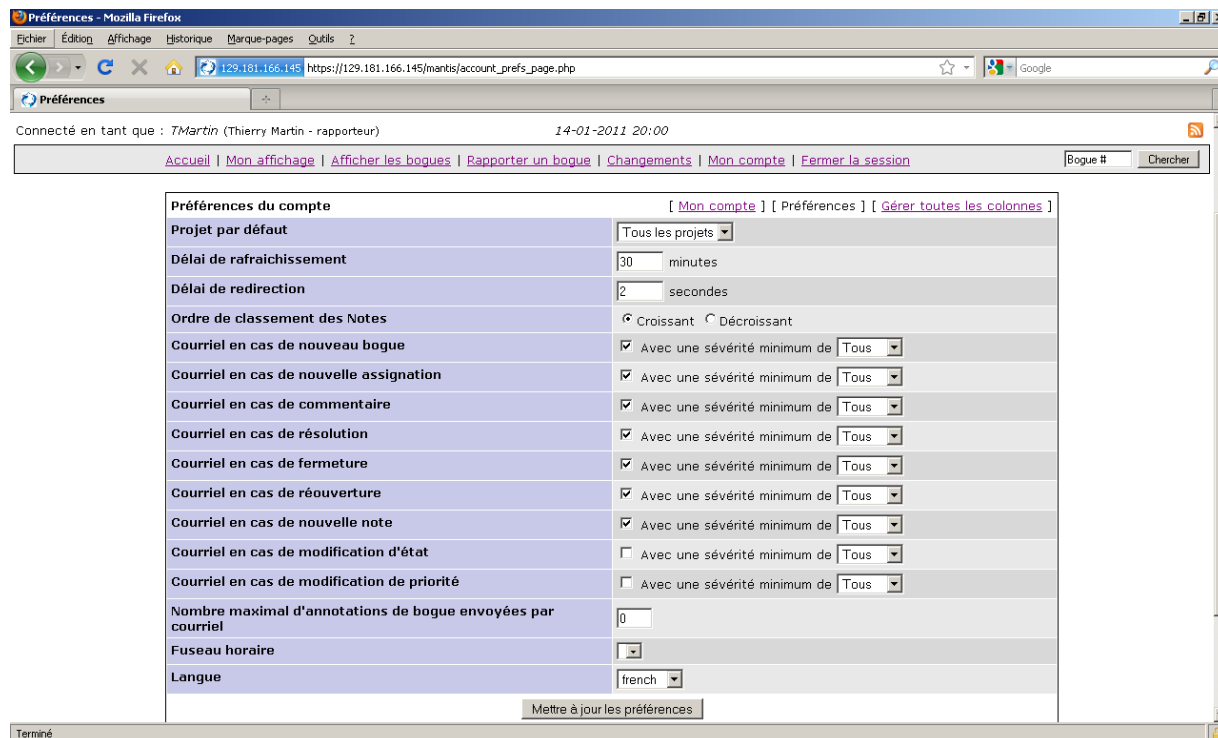 Préférences - Mozilla Firefox
Fichier Édition Affichage Historique Marque-pages Outils ?
129.181.166.145 https://129.181.166.145/mantis/account_prefs_page.php Google
Préférences
Connecté en tant que : TMartin (Thierry Martin - rapporteur) 14-01-2011 20:00
Accueil | Mon affichage | Afficher les bogues | Rapporter un bogue | Changements | Mon compte | Fermer la session Bogue # Chercher
Préférences du compte [ Mon compte ] [ Préférences ] [ Gérer toutes les colonnes ]
Projet par défaut Tous les projets
Délai de rafraichissement 30 minutes
Délai de redirection 2 secondes
Ordre de classement des Notes Croissant Décroissant
Courriel en cas de nouveau bogue Avec une sévérité minimum de Tous
Courriel en cas de nouvelle assignation Avec une sévérité minimum de Tous
Courriel en cas de commentaire Avec une sévérité minimum de Tous
Courriel en cas de résolution Avec une sévérité minimum de Tous
Courriel en cas de fermeture Avec une sévérité minimum de Tous
Courriel en cas de réouverture Avec une sévérité minimum de Tous
Courriel en cas de nouvelle note Avec une sévérité minimum de Tous
Courriel en cas de modification d'état Avec une sévérité minimum de Tous
Courriel en cas de modification de priorité Avec une sévérité minimum de Tous
Nombre maximal d'annotations de bogue envoyées par
courriel 0
Fuseau horaire
Langue french
Mettre à jour les préférences
Terminé